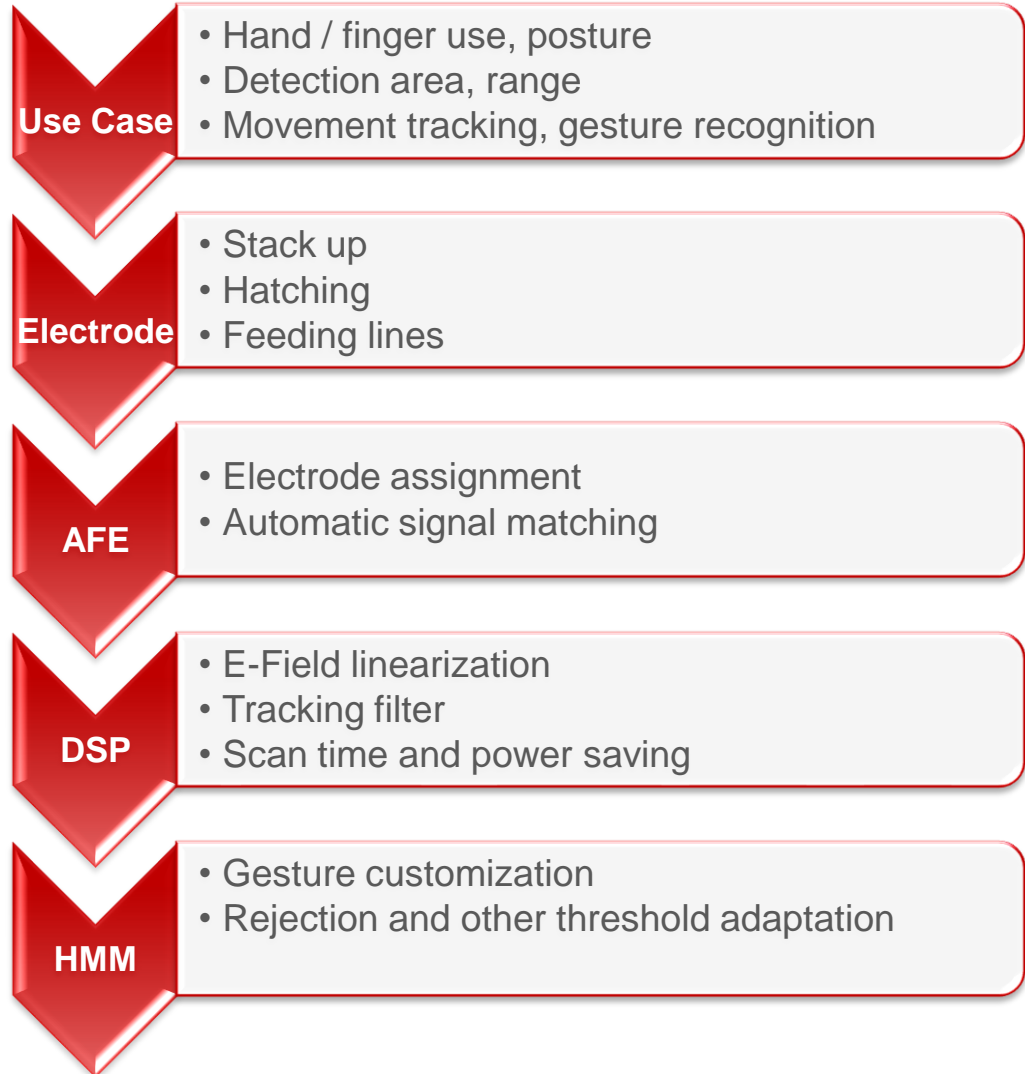 Use Case
• Hand / finger use, posture
• Detection area, range
• Movement tracking, gesture recognition
Electrode
• Stack up
• Hatching
• Feeding lines
AFE
• Electrode assignment
• Automatic signal matching
DSP
• E-Field linearization
• Tracking filter
• Scan time and power saving
HMM
• Gesture customization
• Rejection and other threshold adaptation